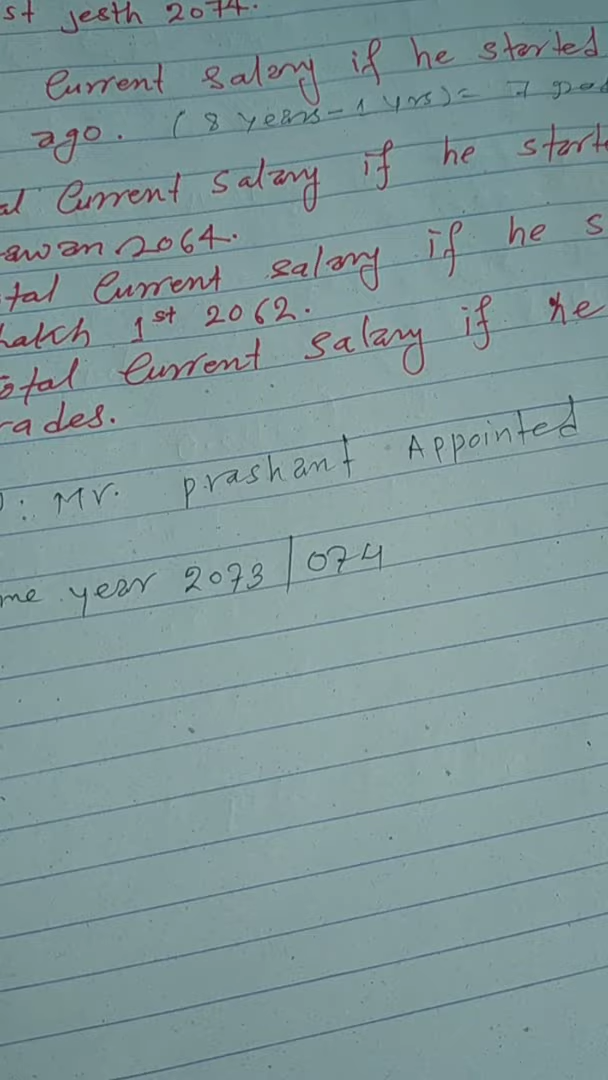 st jesth 2074.
Current salary if he started
ago. (8 years - 1 yrs) = 7
al Current salary if he start
awan 2064.
tal Current salary if he s
hatch 1st 2062.
otal Current salary if he
rades.
: Mr. prashant Appointed
me year 2073/074